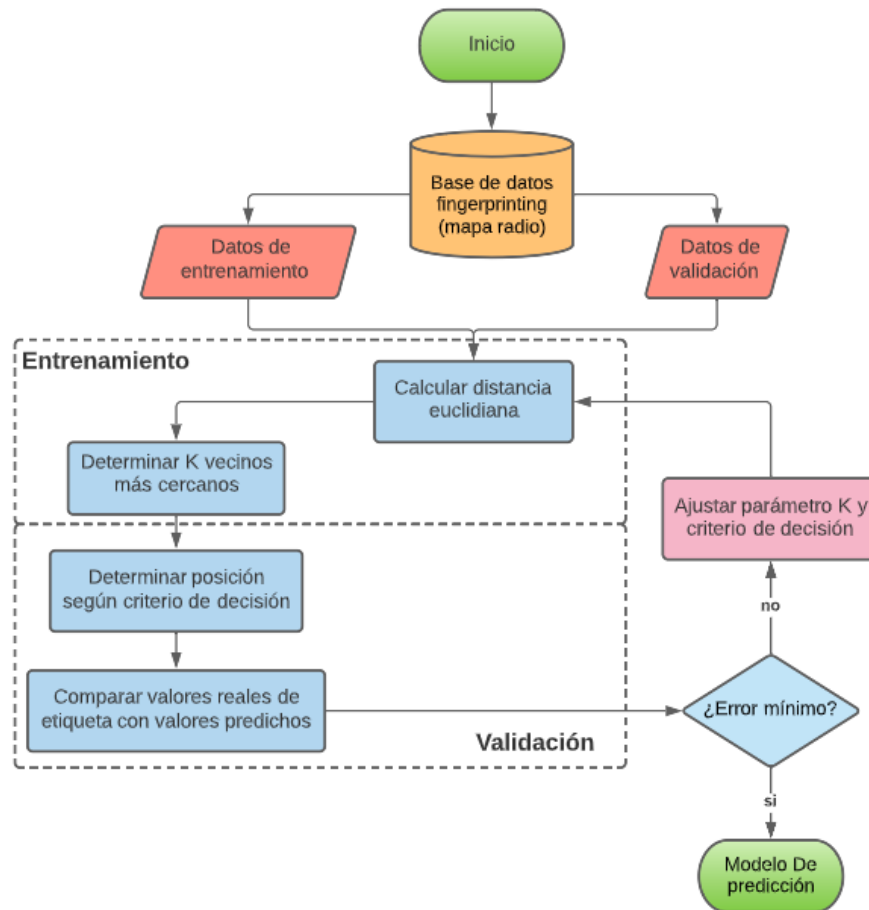 Inicio
Base de datos
fingerprinting
(mapa radio)
Datos de
entrenamiento
Datos de
validación
Entrenamiento
Calcular distancia
euclidiana
Determinar K vecinos
más cercanos
Ajustar parámetro K y
criterio de decisión
Determinar posición
según criterio de decisión
no
Comparar valores reales de
etiqueta con valores predichos
¿Error mínimo?
Validación
si
Modelo De
predicción